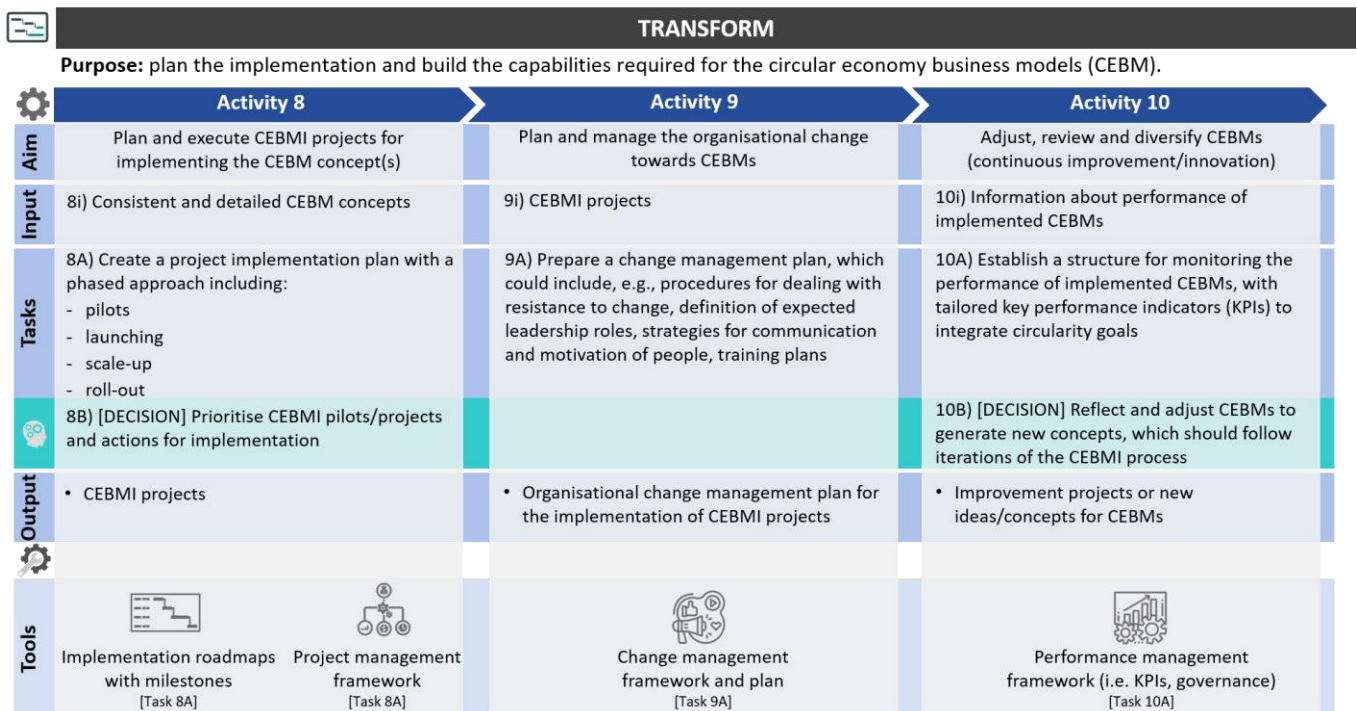 TRANSFORM
Purpose: plan the implementation and build the capabilities required for the circular economy business models (CEBM).
Activity 8
Activity 9
Activity 10
Aim
Plan and execute CEBMI projects for
implementing the CEBM concept(s)
Plan and manage the organisational change
towards CEBMs
Adjust, review and diversify CEBMs
(continuous improvement/innovation)
Input
8i) Consistent and detailed CEBM concepts
9i) CEBMI projects
10i) Information about performance of
implemented CEBMs
Tasks
8A) Create a project implementation plan with a
phased approach including:
- pilots
- launching
- scale-up
- roll-out
9A) Prepare a change management plan, which
could include, e.g., procedures for dealing with
resistance to change, definition of expected
leadership roles, strategies for communication
and motivation of people, training plans
10A) Establish a structure for monitoring the
performance of implemented CEBMs, with
tailored key performance indicators (KPIs) to
integrate circularity goals
8B) [DECISION] Prioritise CEBMI pilots/projects
and actions for implementation
10B) [DECISION] Reflect and adjust CEBMs to
generate new concepts, which should follow
iterations of the CEBMI process
Output
• CEBMI projects
• Organisational change management plan for
the implementation of CEBMI projects
• Improvement projects or new
ideas/concepts for CEBMs
Tools
Implementation roadmaps
with milestones
[Task 8A]
Project management
framework
[Task 8A]
Change management
framework and plan
[Task 9A]
Performance management
framework (i.e. KPIs, governance)
[Task 10A]